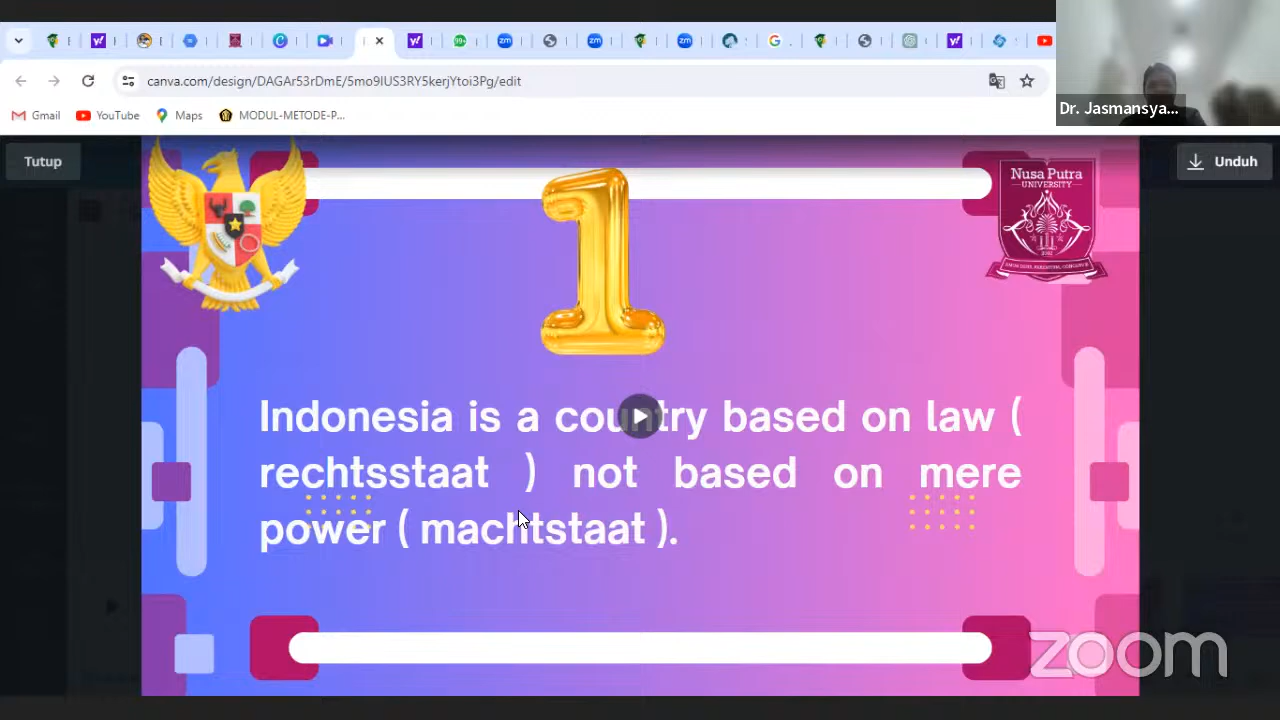 99+
canva.com/design/DAGAr53rDmE/5mo9IUS3RY5kerjYtoi3Pg/edit
Gmail YouTube Maps MODUL-METODE-P...
Dr. Jasmansya...
Tutup
Unduh
Nusa Putra
UNIVERSITY
1
Indonesia is a country based on law (
rechtsstaat ) not based on mere
power ( machtstaat ).
zoom